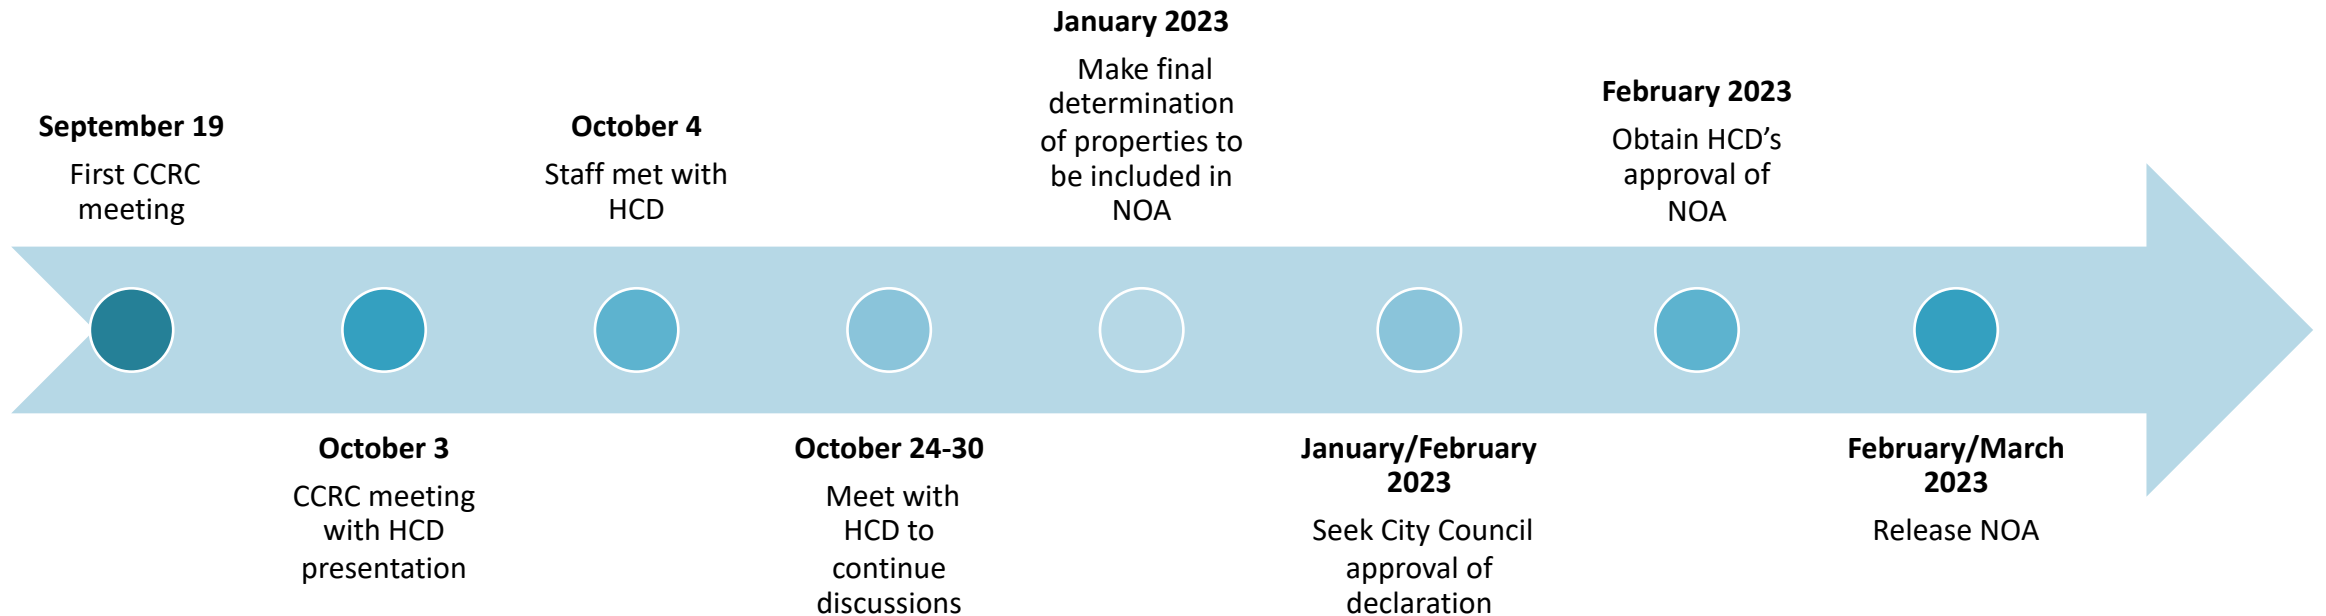 September 19
First CCRC
meeting
October 3
CCRC meeting
with HCD
presentation
October 4
Staff met with
HCD
October 24-30
Meet with
HCD to
continue
discussions
January 2023
Make final
determination
of properties to
be included in
NOA
January/February
2023
Seek City Council
approval of
declaration
February 2023
Obtain HCD’s
approval of
NOA
February/March
2023
Release NOA